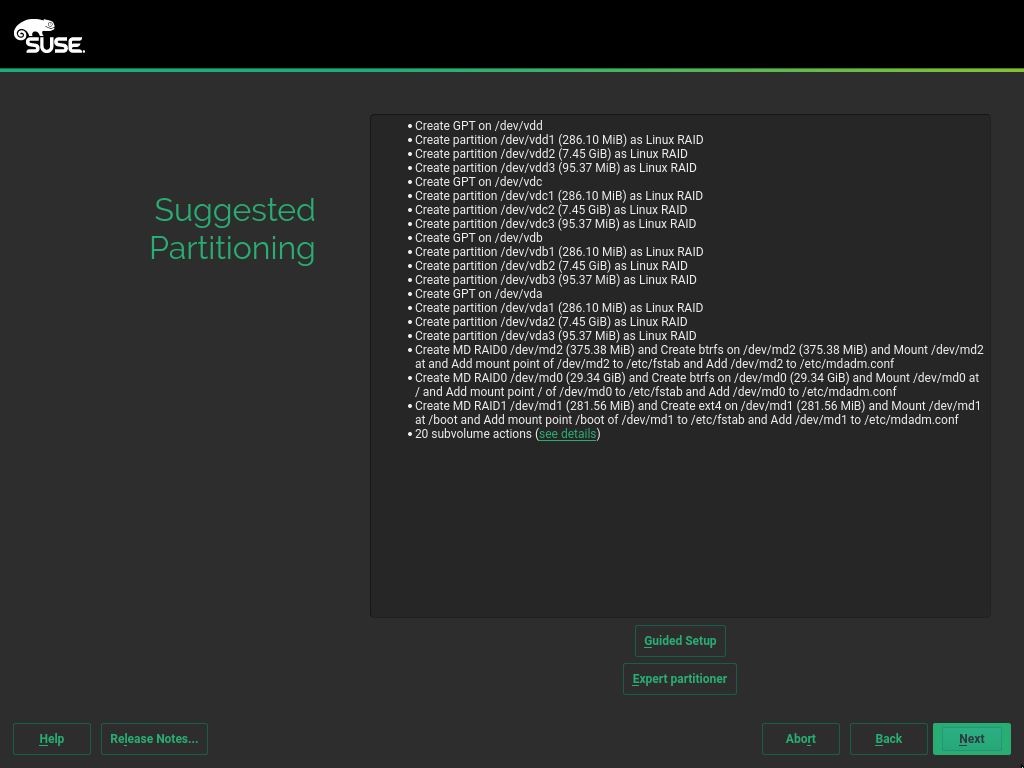 SUSE.
Suggested
Partitioning
Create GPT on /dev/vdd
Create partition /dev/vdd1 (286.10 MiB) as Linux RAID
Create partition /dev/vdd2 (7.45 GiB) as Linux RAID
Create partition /dev/vdd3 (95.37 MiB) as Linux RAID
Create GPT on /dev/vdc
Create partition /dev/vdc1 (286.10 MiB) as Linux RAID
Create partition /dev/vdc2 (7.45 GiB) as Linux RAID
Create partition /dev/vdc3 (95.37 MiB) as Linux RAID
Create GPT on /dev/vdb
Create partition /dev/vdb1 (286.10 MiB) as Linux RAID
Create partition /dev/vdb2 (7.45 GiB) as Linux RAID
Create partition /dev/vdb3 (95.37 MiB) as Linux RAID
Create GPT on /dev/vda
Create partition /dev/vda1 (286.10 MiB) as Linux RAID
Create partition /dev/vda2 (7.45 GiB) as Linux RAID
Create partition /dev/vda3 (95.37 MiB) as Linux RAID
Create MD RAID0 /dev/md2 (375.38 MiB) and Create btrfs on /dev/md2 (375.38 MiB) and Mount /dev/md2
at and Add mount point of /dev/md2 to /etc/fstab and Add /dev/md2 to /etc/mdadm.conf
Create MD RAID0 /dev/md0 (29.34 GiB) and Create btrfs on /dev/md0 (29.34 GiB) and Mount /dev/md0 at
/ and Add mount point / of /dev/md0 to /etc/fstab and Add /dev/md0 to /etc/mdadm.conf
Create MD RAID1 /dev/md1 (281.56 MiB) and Create ext4 on /dev/md1 (281.56 MiB) and Mount /dev/md1
at /boot and Add mount point /boot of /dev/md1 to /etc/fstab and Add /dev/md1 to /etc/mdadm.conf
20 subvolume actions (see details)
Guided Setup
Expert partitioner
Help
Release Notes...
Abort
Back
Next